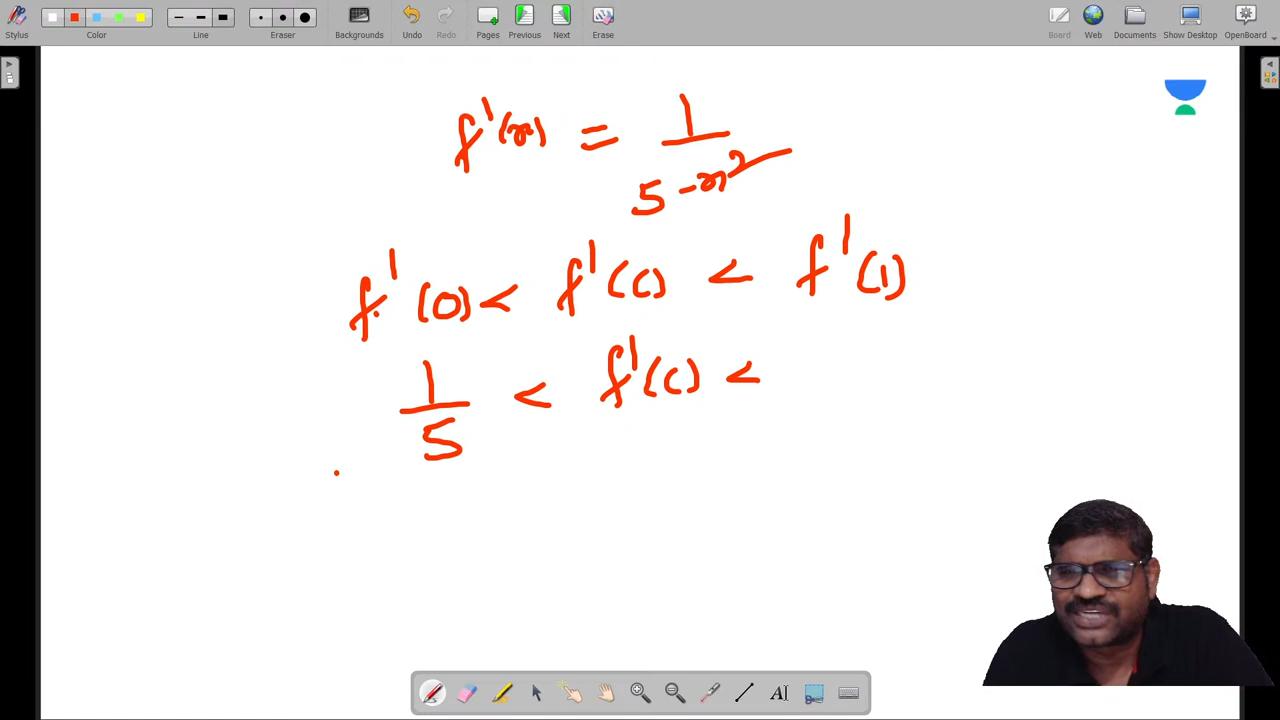 Stylus Color Line Eraser Backgrounds Undo Redo Pages Previous Next Erase Board Web Documents Show Desktop OpenBoard
f'(x) = 1/(5-x²)
f'(0) < f'(c) < f'(1)
1/5 < f'(c) <